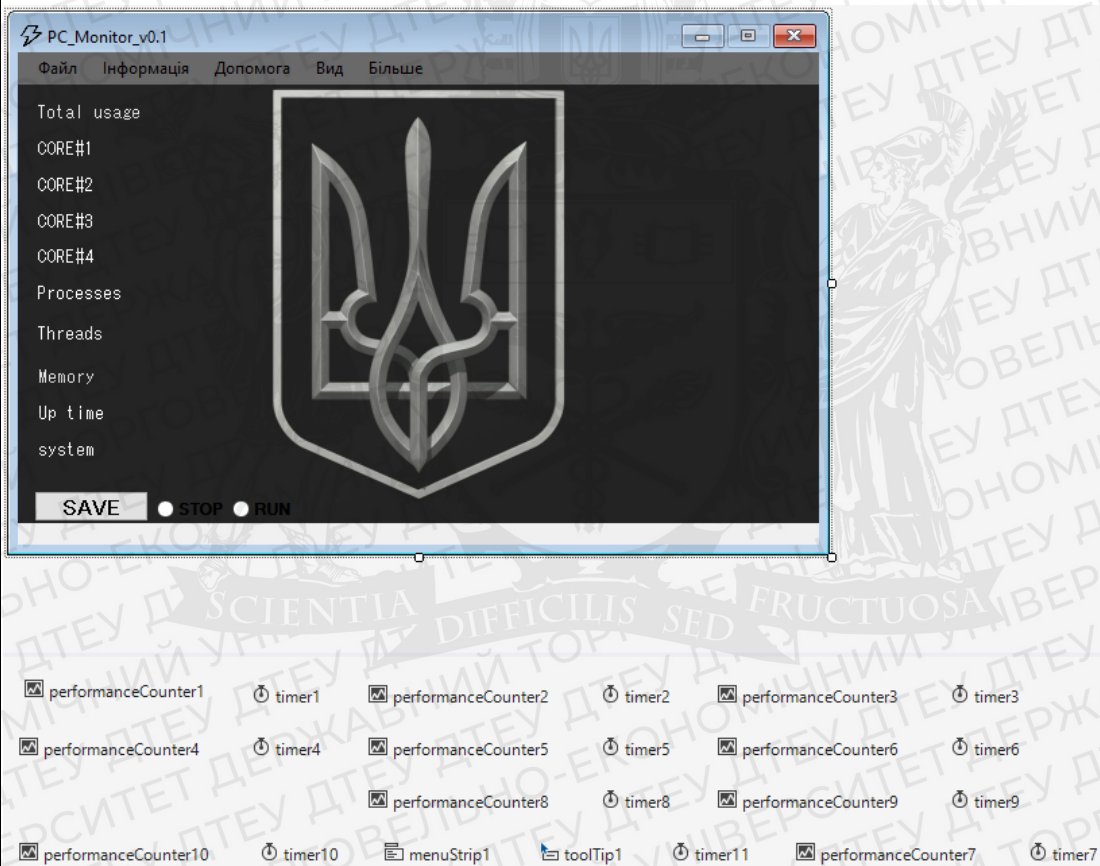 PC_Monitor_v0.1
Файл Інформація Допомога Вид Більше
Total usage
CORE#1
CORE#2
CORE#3
CORE#4
Processes
Threads
Memory
Up time
system
SAVE STOP RUN
SCIENTIA DIFFICILIS SED FRUCTUOSA
performanceCounter1 timer1 performanceCounter2 timer2 performanceCounter3 timer3
performanceCounter4 timer4 performanceCounter5 timer5 performanceCounter6 timer6
performanceCounter8 timer8 performanceCounter9 timer9
performanceCounter10 timer10 menuStrip1 toolTip1 timer11 performanceCounter7 timer7